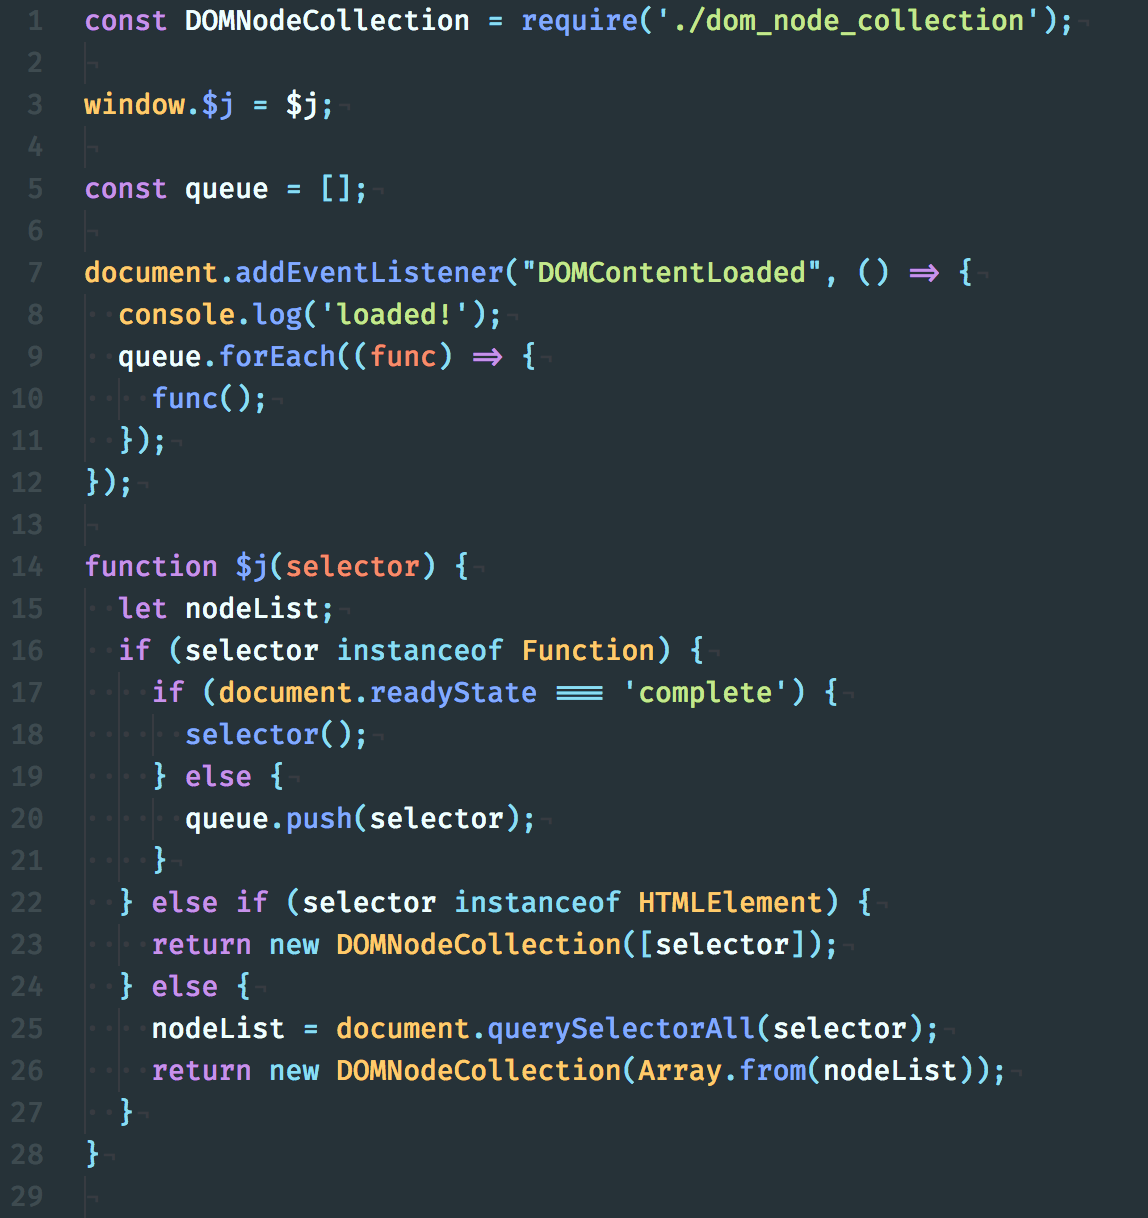 1 const DOMNodeCollection = require('./dom_node_collection');
2
3 window.$j = $j;
4
5 const queue = [];
6
7 document.addEventListener("DOMContentLoaded", () => {
8   console.log('loaded!');
9   queue.forEach((func) => {
10     func();
11   });
12 });
13
14 function $j(selector) {
15   let nodeList;
16   if (selector instanceof Function) {
17     if (document.readyState === 'complete') {
18       selector();
19     } else {
20       queue.push(selector);
21     }
22   } else if (selector instanceof HTMLElement) {
23     return new DOMNodeCollection([selector]);
24   } else {
25     nodeList = document.querySelectorAll(selector);
26     return new DOMNodeCollection(Array.from(nodeList));
27   }
28 }
29